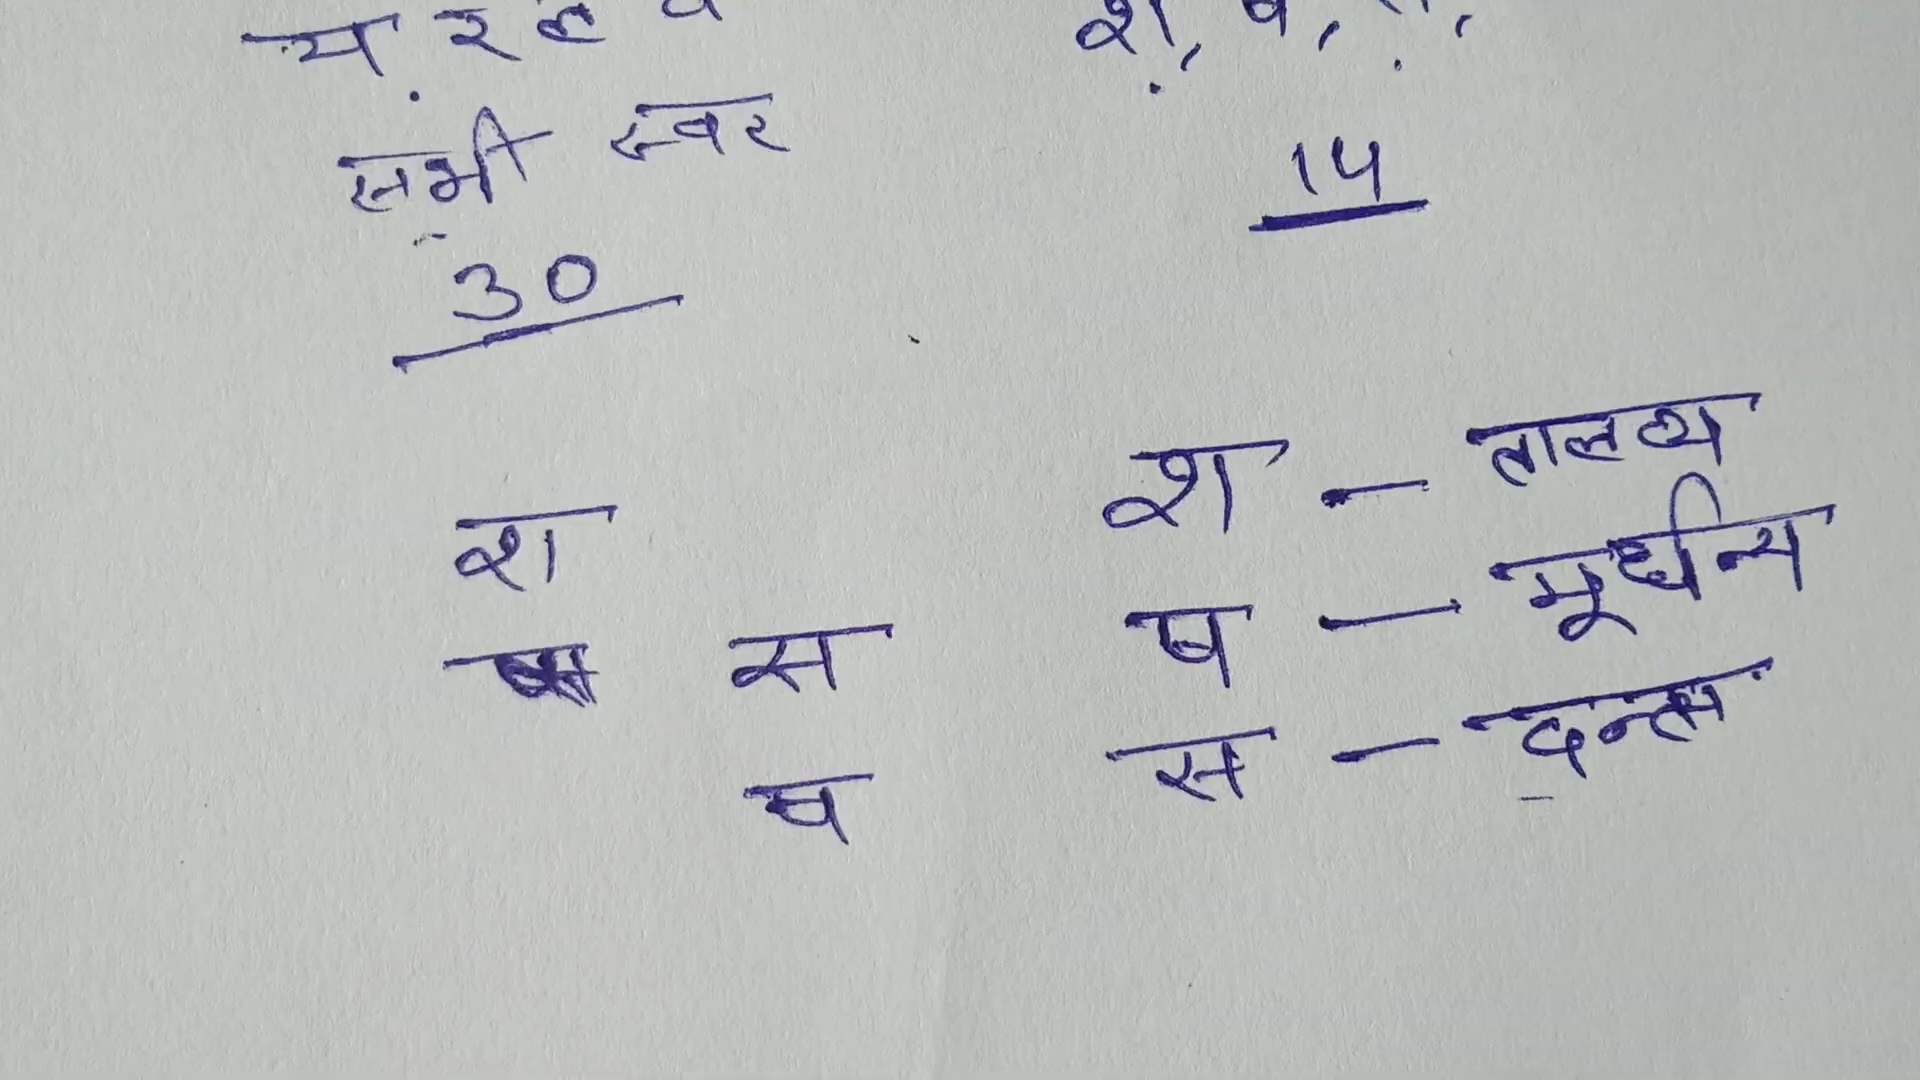 य र ल व
श, ष,
सभी स्वर
14
30
श - तालव्य
श
ष - मूर्धन्य
स
स - दन्त्य
ष